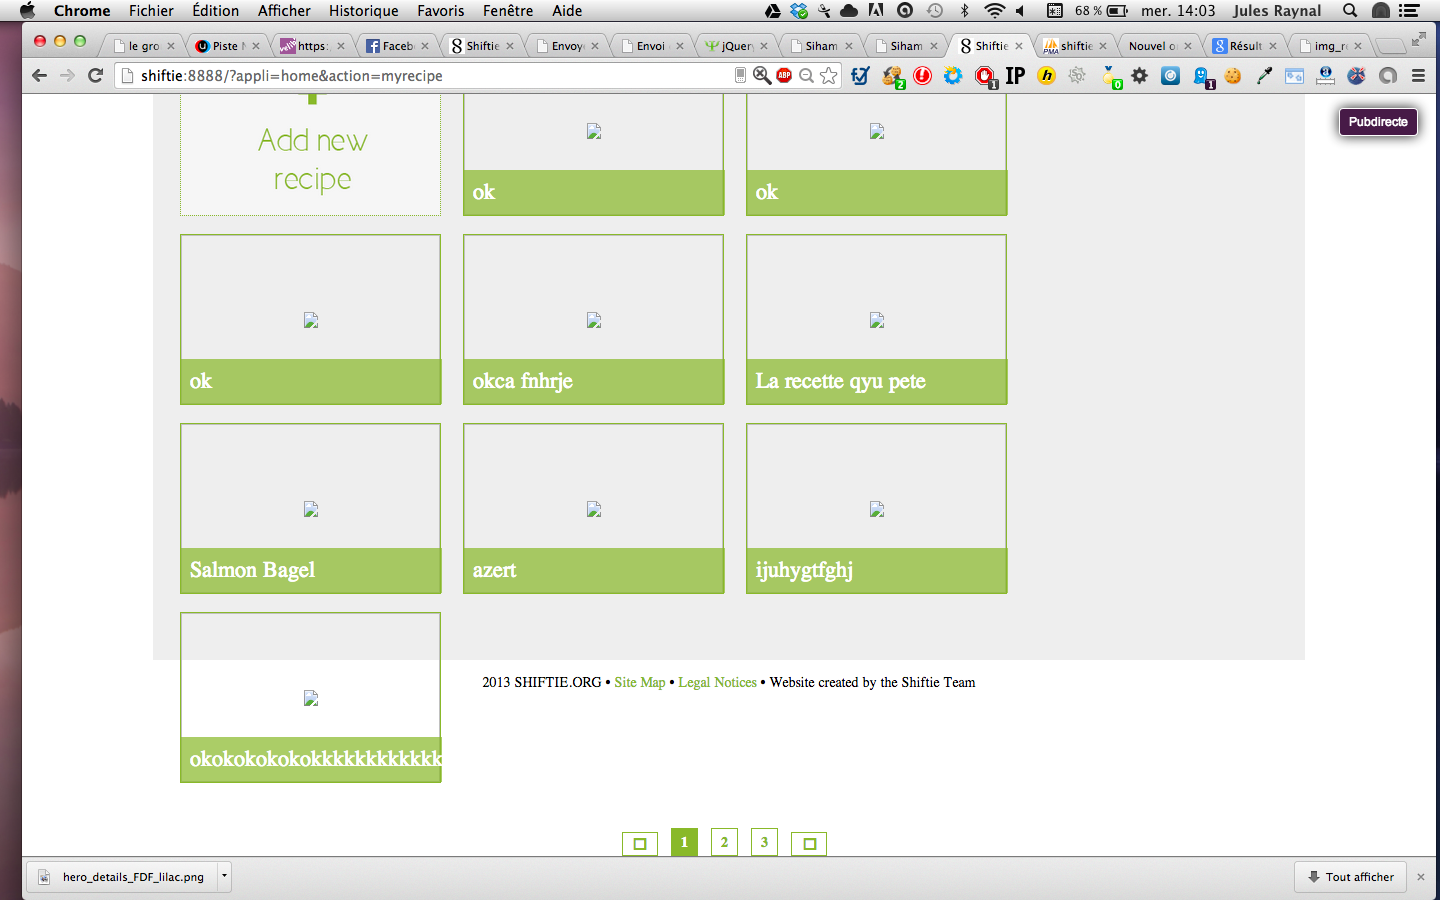 Chrome Fichier Édition Afficher Historique Favoris Fenêtre Aide 68 % mer. 14:03 Jules Raynal
le gro Piste M https: Faceb Shiftie Envoye Envoi jQuery Siham Siham Shiftie shiftie Nouvel o Résult img_r
shiftie:8888/?appli=home&action=myrecipe
Pubdirecte
Add new
recipe
ok
ok
ok
okca fnhrje
La recette qyu pete
Salmon Bagel
azert
ijuhygtfghj
2013 SHIFTIE.ORG • Site Map • Legal Notices • Website created by the Shiftie Team
okokokokokokkkkkkkkkkkk
1 2 3
hero_details_FDF_lilac.png
Tout afficher